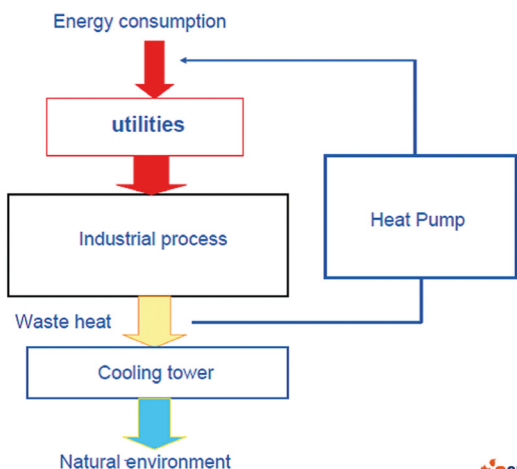 Energy consumption
utilities
Industrial process
Heat Pump
Waste heat
Cooling tower
Natural environment